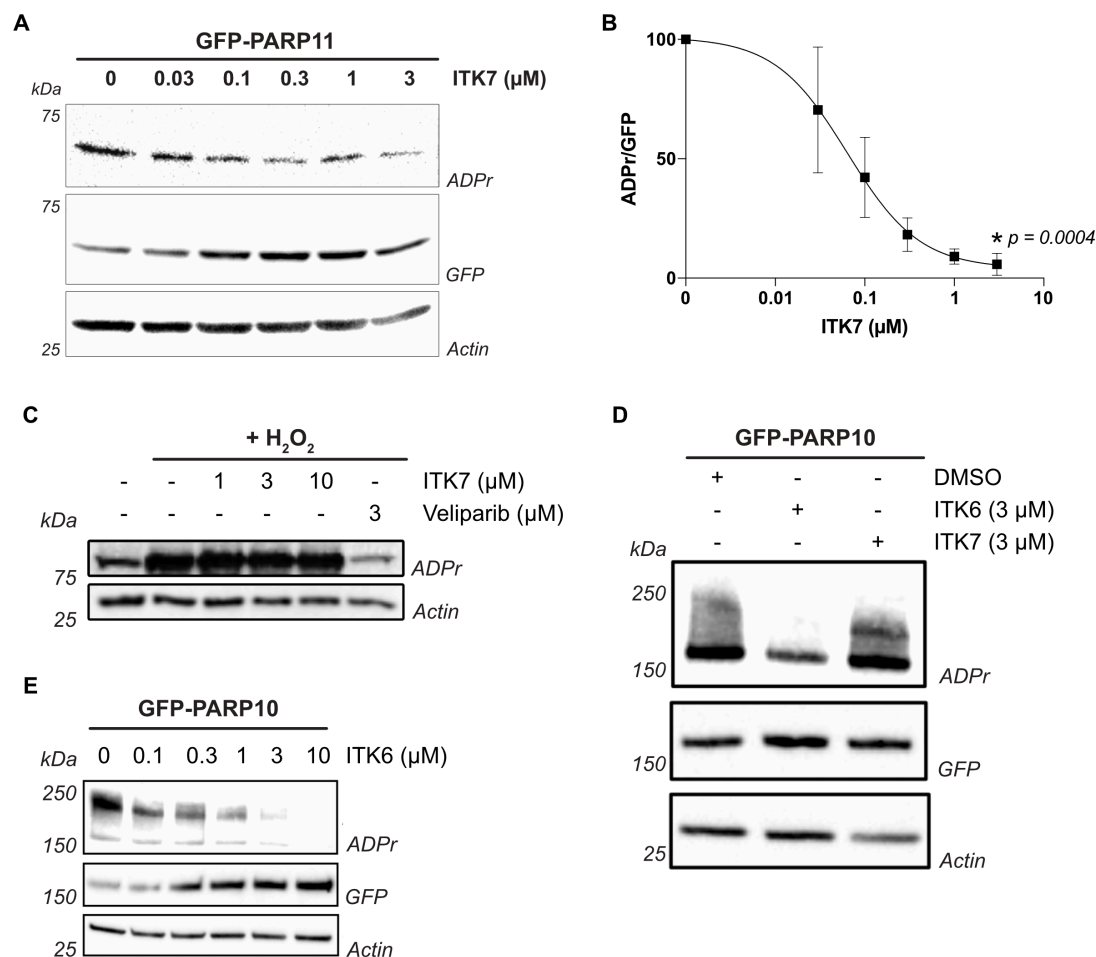 A
GFP-PARP11
0 0.03 0.1 0.3 1 3 ITK7 (µM)
kDa
75
ADPr
75
GFP
25
Actin
B
100
50
0
ADPr/GFP
* p = 0.0004
0 0.01 0.1 1 10
ITK7 (µM)
C
+ H₂O₂
- - 1 3 10 - ITK7 (µM)
- - - - - 3 Veliparib (µM)
kDa
75
ADPr
25
Actin
D
GFP-PARP10
+ - - DMSO
- + - ITK6 (3 µM)
- - + ITK7 (3 µM)
kDa
250
150
ADPr
150
GFP
25
Actin
E
GFP-PARP10
kDa 0 0.1 0.3 1 3 10 ITK6 (µM)
250
150
ADPr
150
GFP
25
Actin